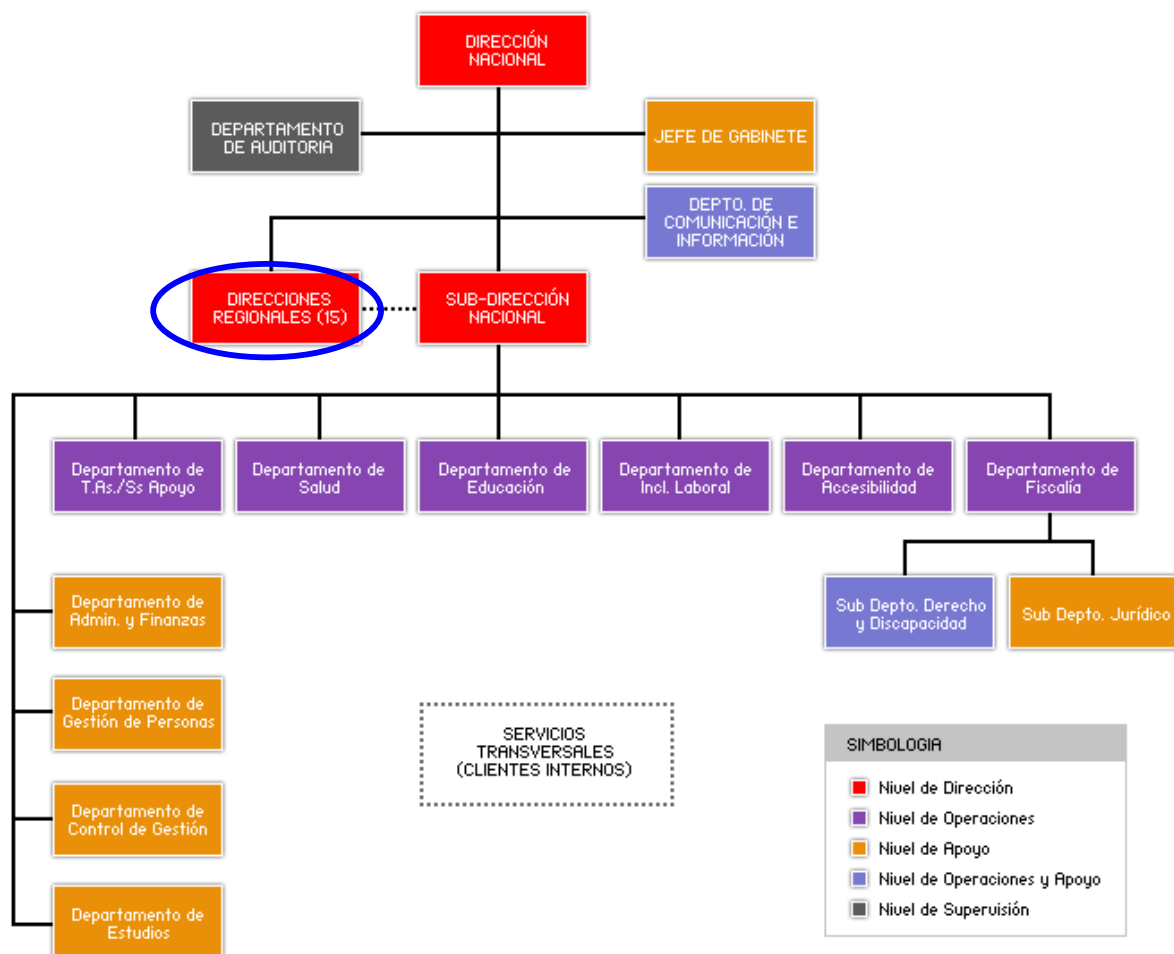 DIRECCIÓN
NACIONAL
DEPARTAMENTO
DE AUDITORIA
JEFE DE GABINETE
DEPTO. DE
COMUNICACIÓN E
INFORMACIÓN
DIRECCIONES
REGIONALES (15)
SUB-DIRECCIÓN
NACIONAL
Departamento de
T.As./Ss Apoyo
Departamento de
Salud
Departamento de
Educación
Departamento de
Incl. Laboral
Departamento de
Accesibilidad
Departamento de
Fiscalía
Sub Depto. Derecho
y Discapacidad
Sub Depto. Jurídico
Departamento de
Admin. y Finanzas
Departamento de
Gestión de Personas
Departamento de
Control de Gestión
Departamento de
Estudios
SERVICIOS
TRANSVERSALES
(CLIENTES INTERNOS)
SIMBOLOGIA
Nivel de Dirección
Nivel de Operaciones
Nivel de Apoyo
Nivel de Operaciones y Apoyo
Nivel de Supervisión